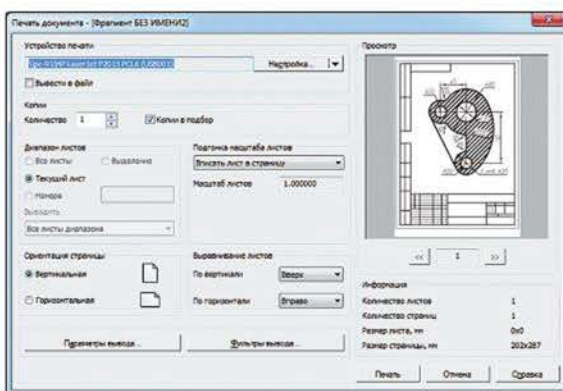 Печать документа - [Фрагмент БЕЗ ИМЕНИ2]
Устройство печати
Настройка...
Вывести в файл
Копии
Количество 1
Копии в подбор
Диапазон листов
Все листы Выделение
Текущий лист
Номера
Выводить
Все листы диапазона
Подгонка масштаба листов
Вписать лист в страницу
Масштаб листов 1.000000
Ориентация страницы
Вертикальная
Горизонтальная
Выравнивание листов
По вертикали Вверх
По горизонтали Вправо
Параметры вывода...
Фильтры вывода...
Просмотр
<< 1 >>
Информация
Количество листов 1
Количество страниц 1
Размер листа, мм 0x0
Размер страницы, мм 202x287
Печать Отмена Справка